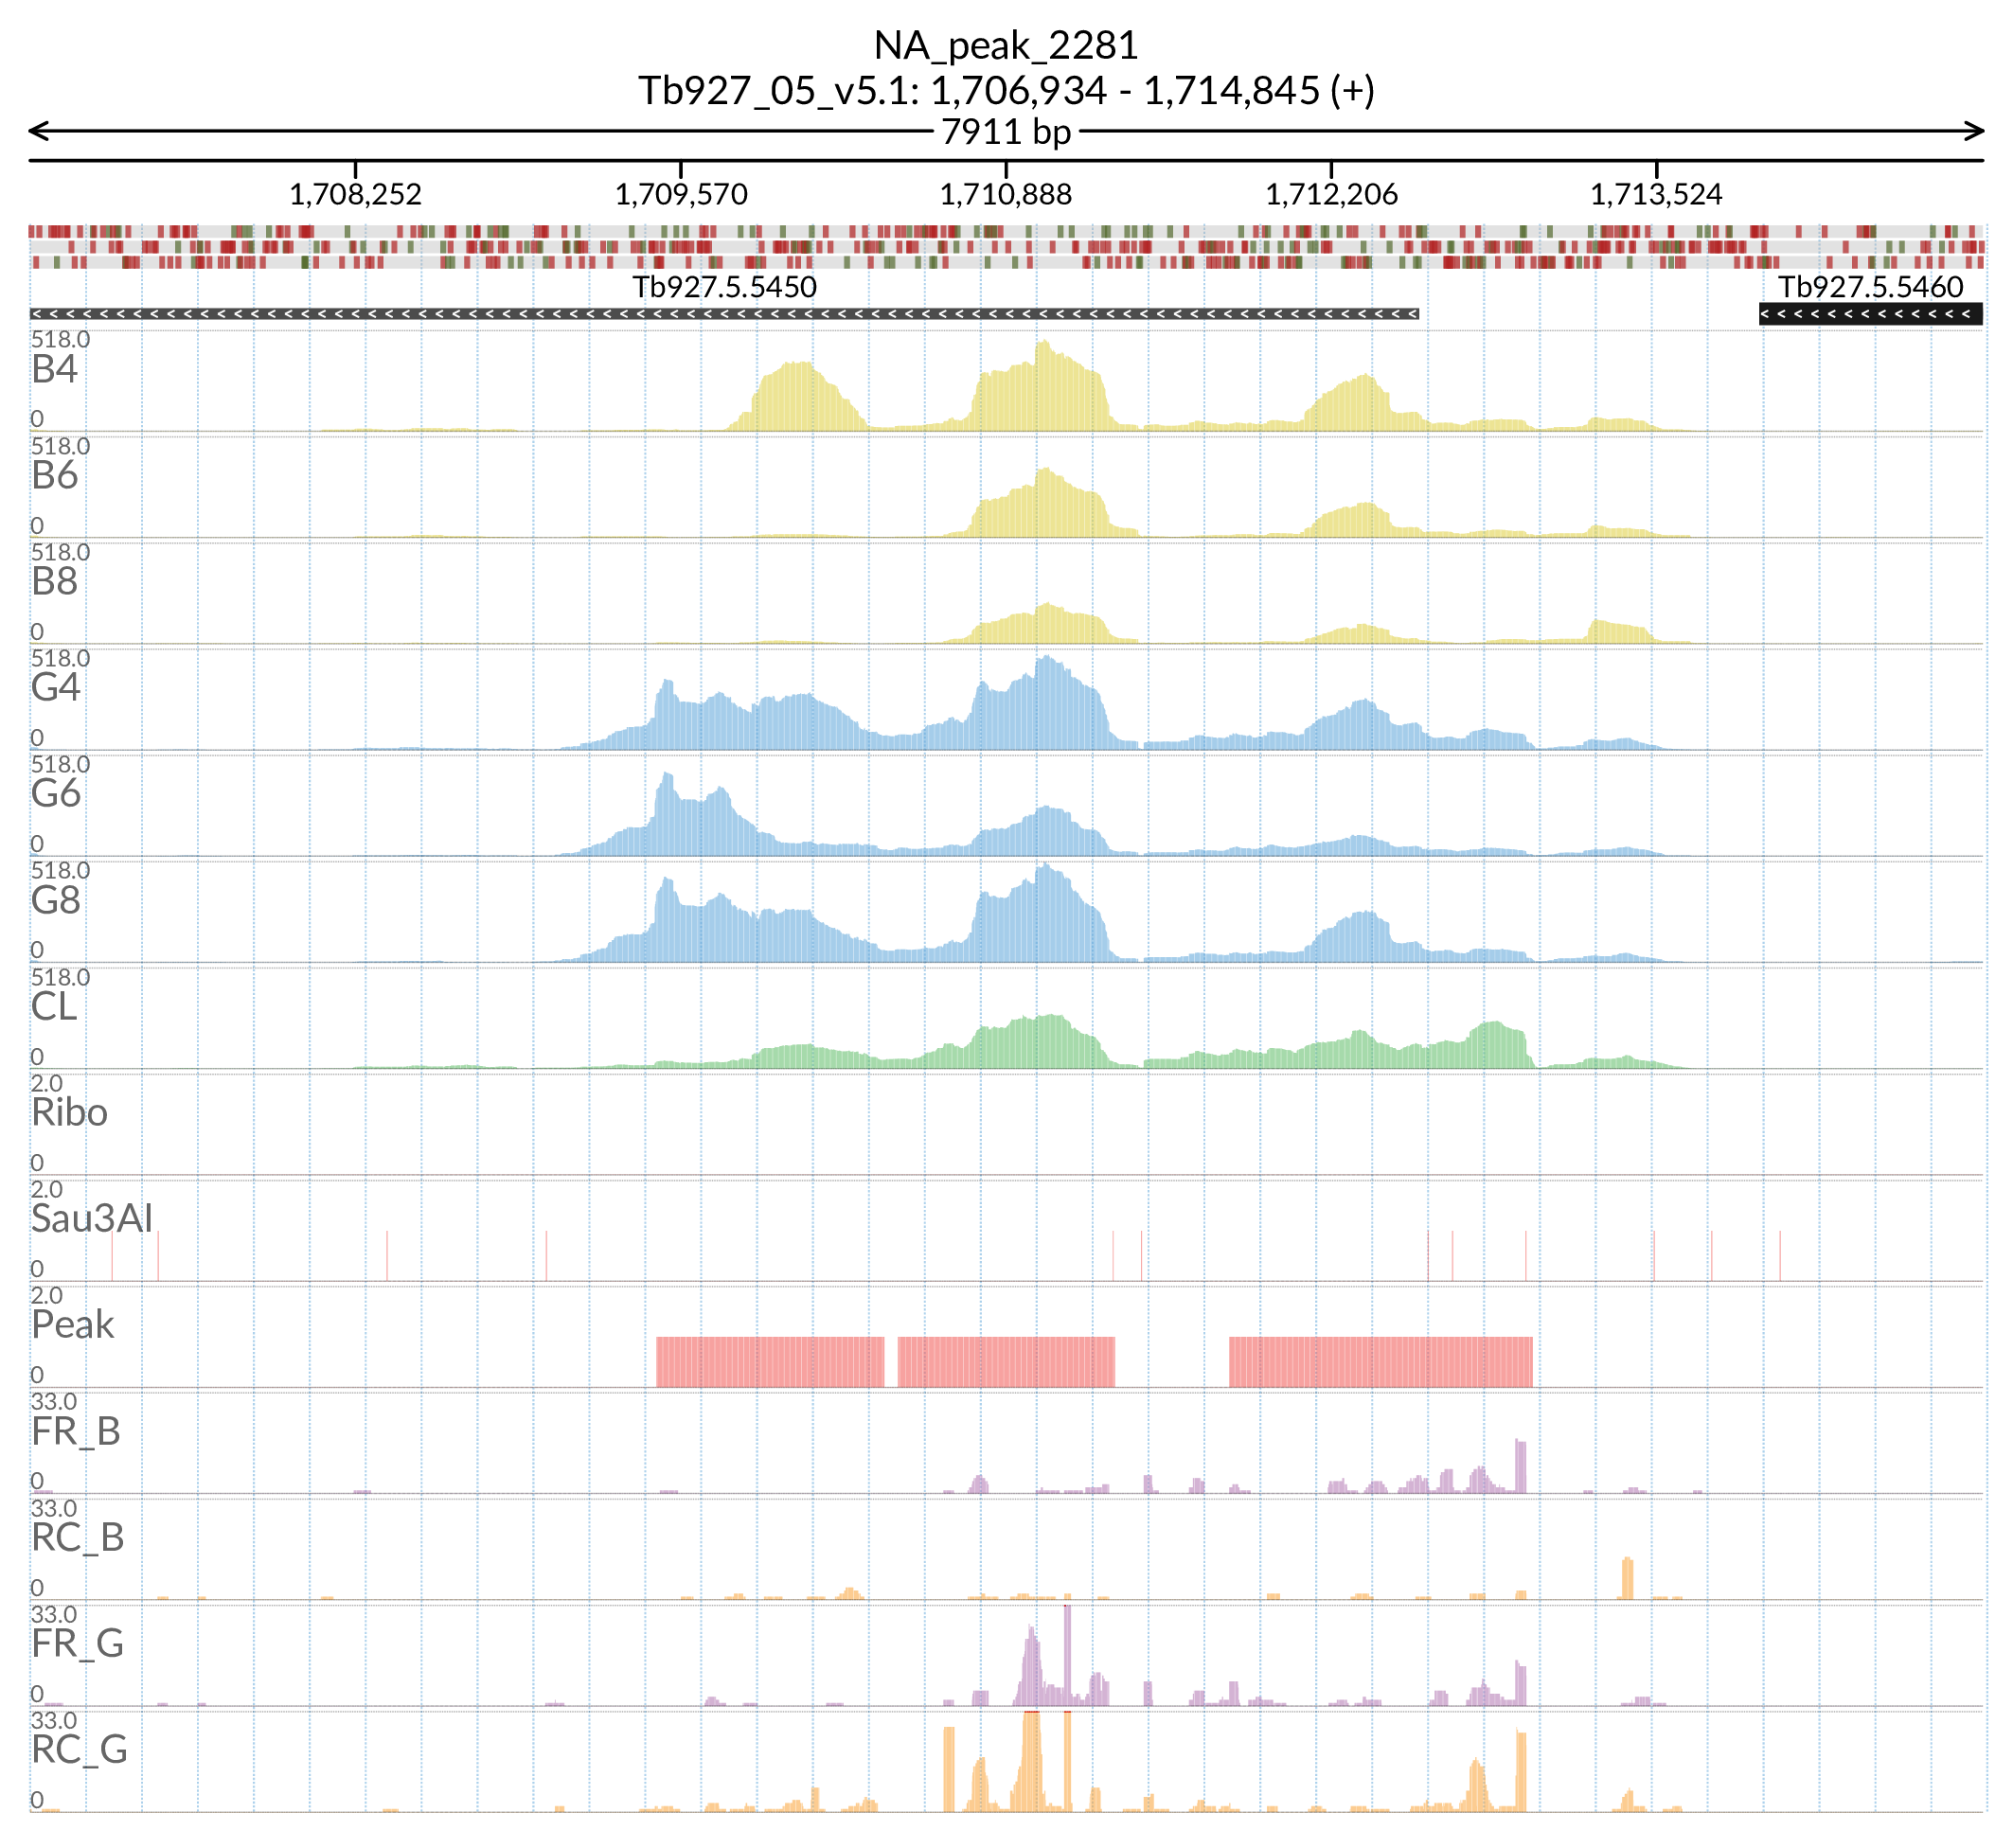 NA_peak_2281
Tb927_05_v5.1: 1,706,934 - 1,714,845 (+)
7911 bp
1,708,252 1,709,570 1,710,888 1,712,206 1,713,524
Tb927.5.5450 Tb927.5.5460
518.0
B4
0
518.0
B6
0
518.0
B8
0
518.0
G4
0
518.0
G6
0
518.0
G8
0
518.0
CL
0
2.0
Ribo
0
2.0
Sau3AI
0
2.0
Peak
0
33.0
FR_B
0
33.0
RC_B
0
33.0
FR_G
0
33.0
RC_G
0